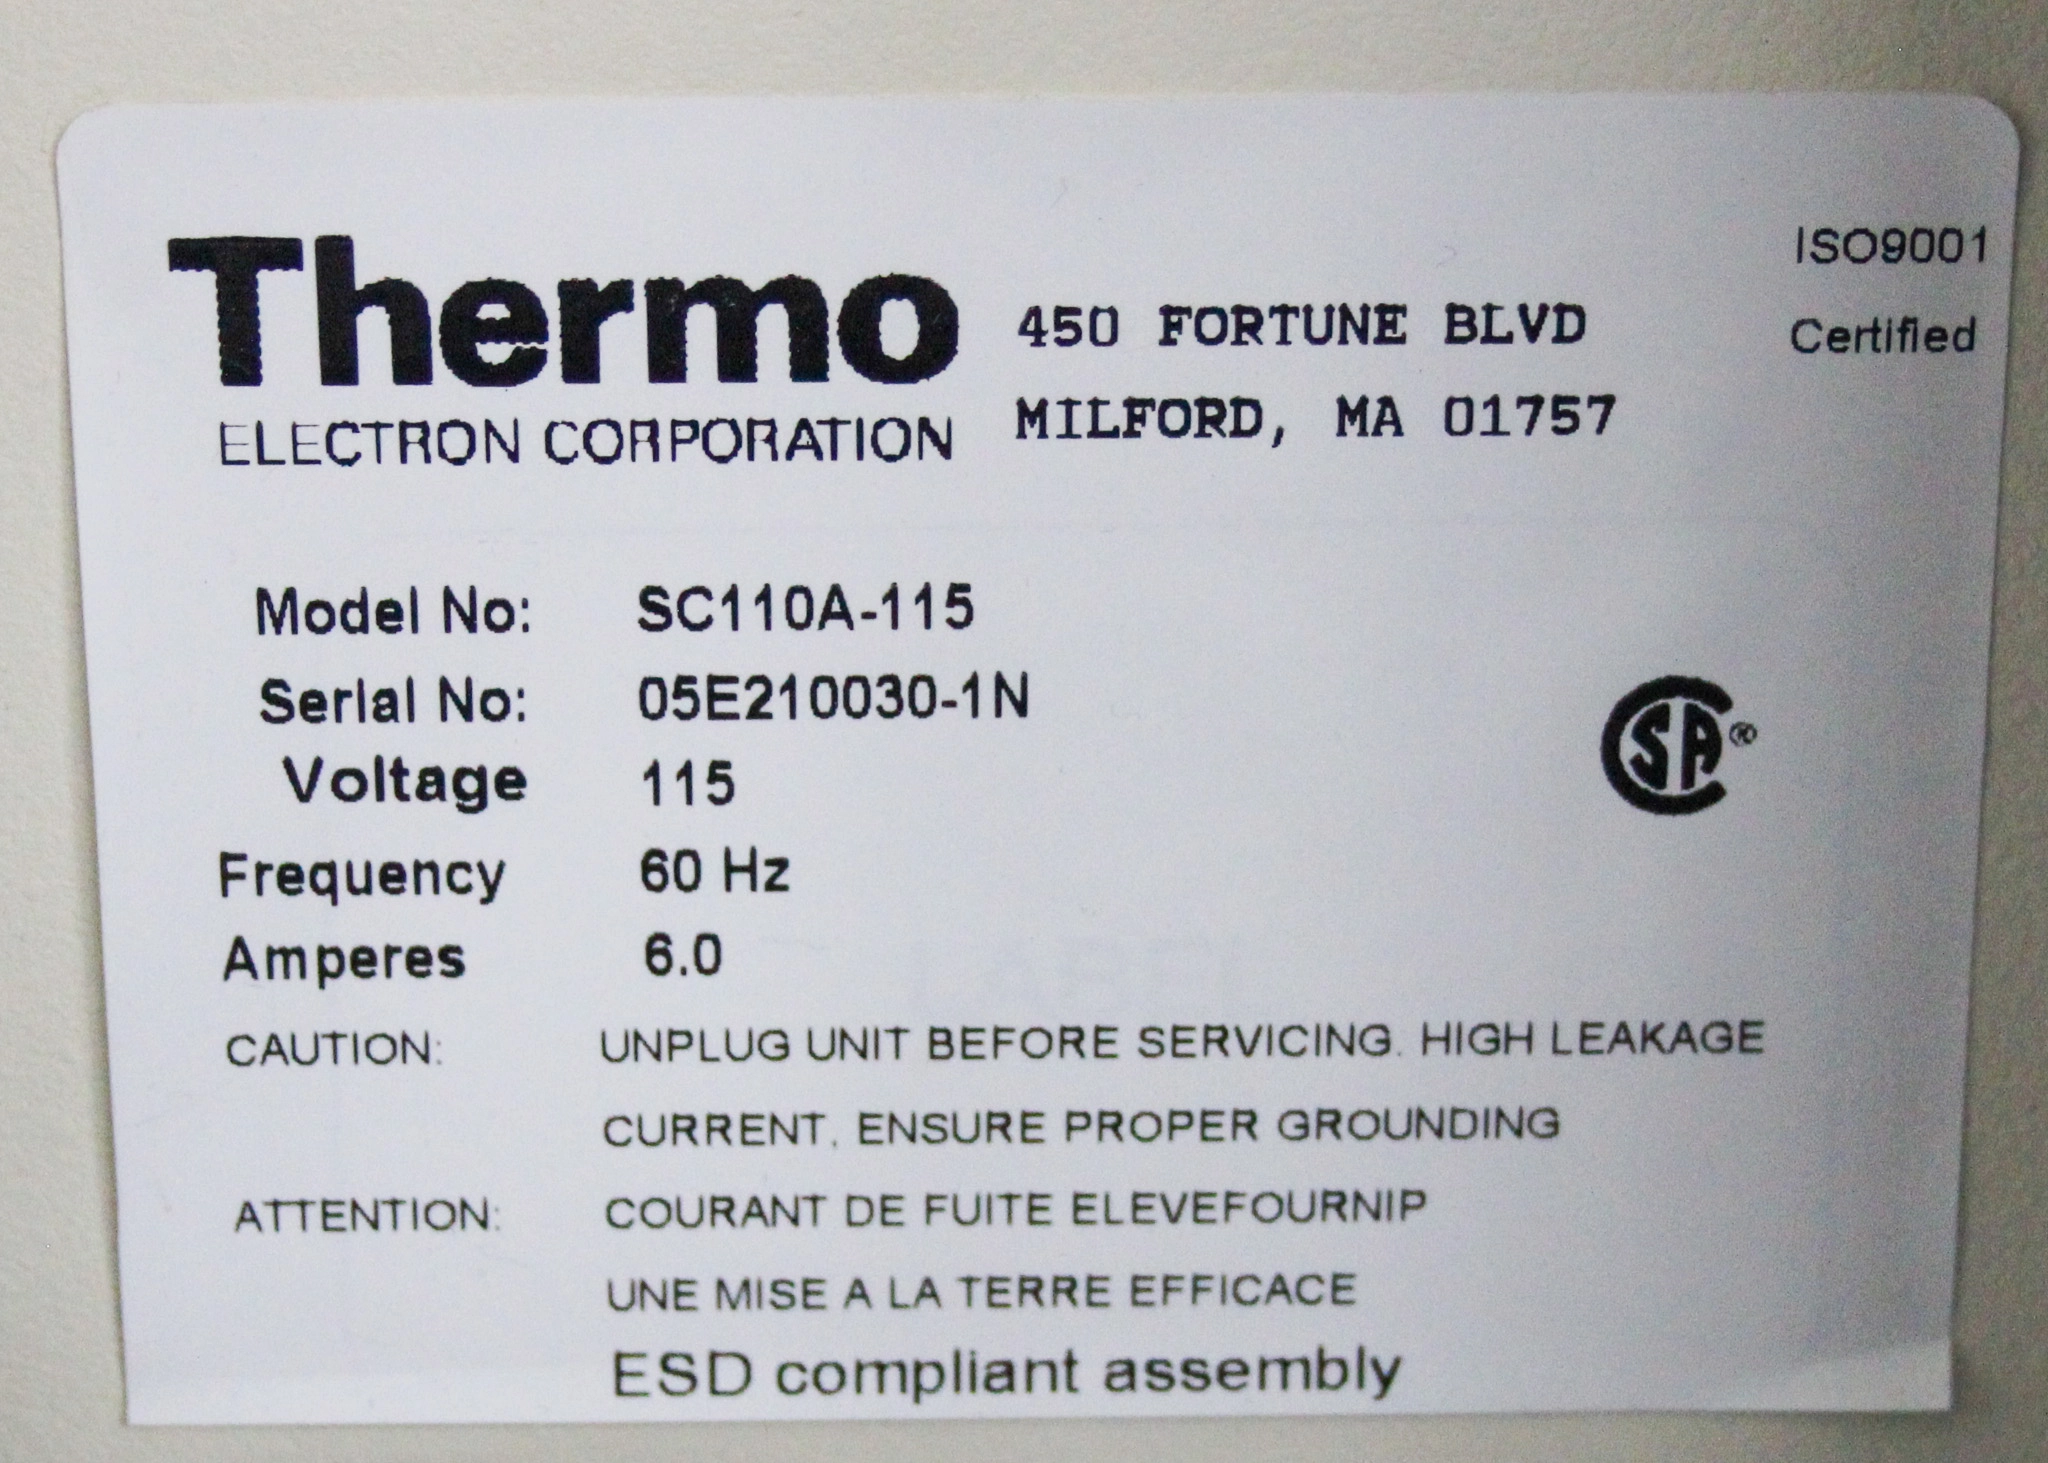 Thermo
ELECTRON CORPORATION
450 FORTUNE BLVD
MILFORD, MA 01757
ISO9001
Certified
Model No: SC110A-115
Serial No: 05E210030-1N
Voltage 115
Frequency 60 Hz
Amperes 6.0
CSA®
CAUTION: UNPLUG UNIT BEFORE SERVICING. HIGH LEAKAGE
CURRENT. ENSURE PROPER GROUNDING
ATTENTION: COURANT DE FUITE ELEVEFOURNIP
UNE MISE A LA TERRE EFFICACE
ESD compliant assembly